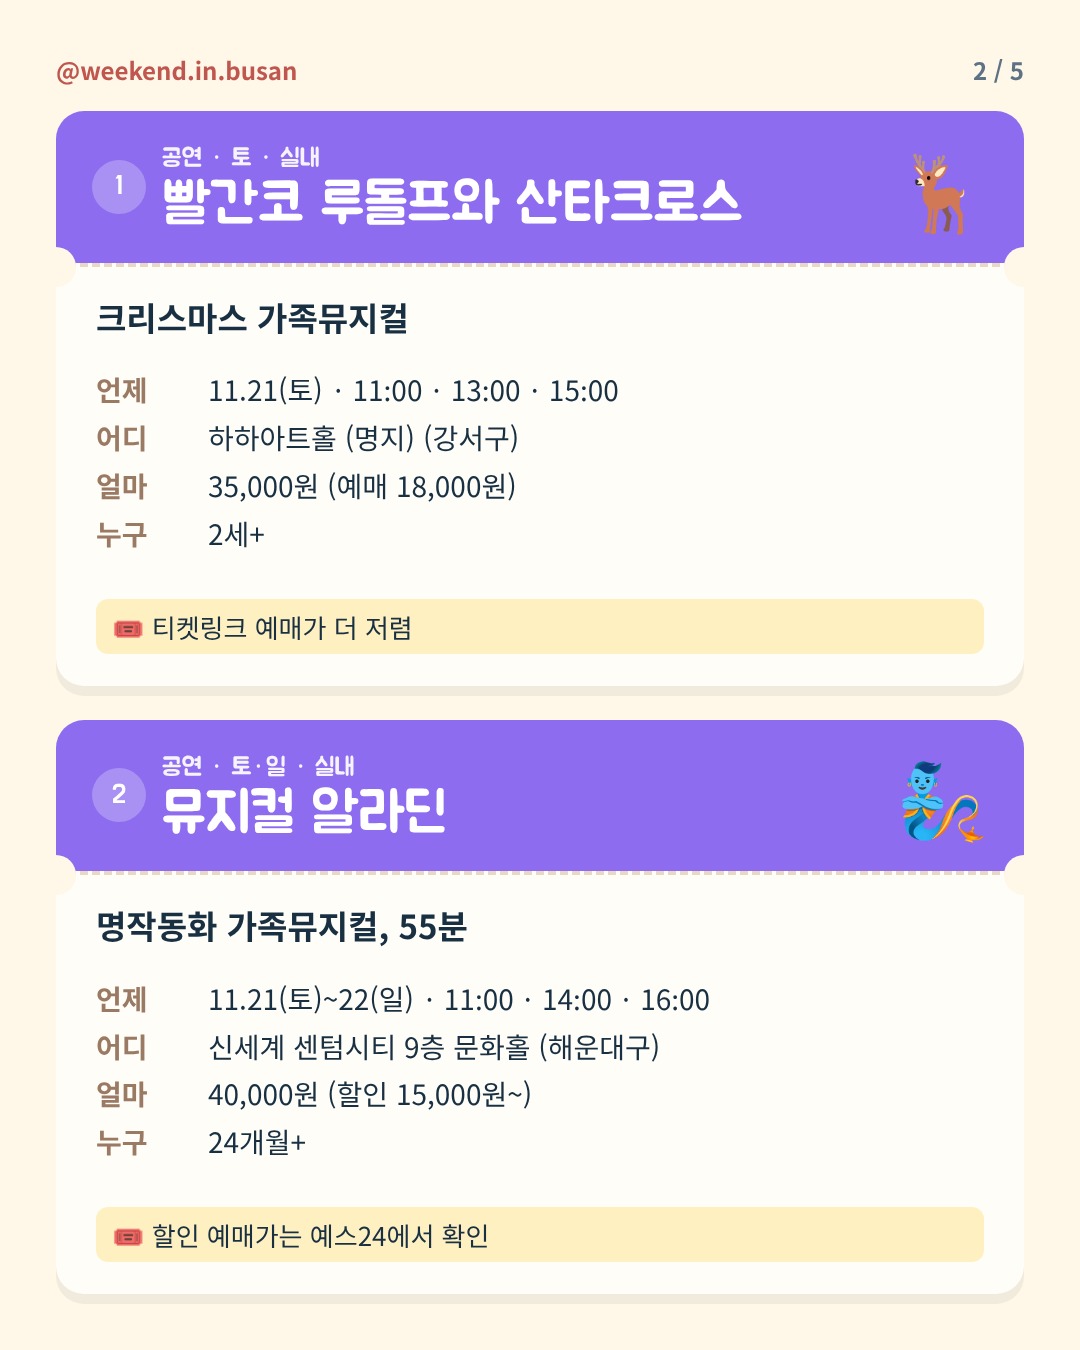 @weekend.in.busan
2 / 5
1
공연 · 토 · 실내
빨간코 루돌프와 산타크로스
크리스마스 가족뮤지컬
언제 11.21(토) · 11:00 · 13:00 · 15:00
어디 하하아트홀 (명지) (강서구)
얼마 35,000원 (예매 18,000원)
누구 2세+
티켓링크 예매가 더 저렴
2
공연 · 토·일 · 실내
뮤지컬 알라딘
명작동화 가족뮤지컬, 55분
언제 11.21(토)~22(일) · 11:00 · 14:00 · 16:00
어디 신세계 센텀시티 9층 문화홀 (해운대구)
얼마 40,000원 (할인 15,000원~)
누구 24개월+
할인 예매가는 예스24에서 확인